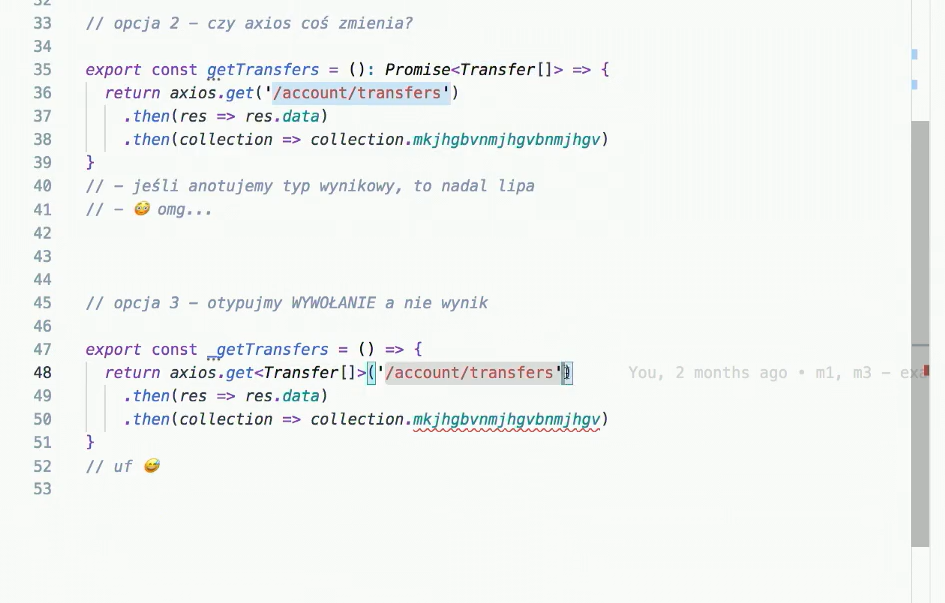 32
33 // opcja 2 – czy axios coś zmienia?
34
35 export const getTransfers = (): Promise<Transfer[]> => {
36 return axios.get('/account/transfers')
37 .then(res => res.data)
38 .then(collection => collection.mkjhgbvnmjhgvbnmjhgv)
39 }
40 // – jeśli anotujemy typ wynikowy, to nadal lipa
41 // – 😳 omg...
42
43
44
45 // opcja 3 – otypujmy WYWOŁANIE a nie wynik
46
47 export const _getTransfers = () => {
48 return axios.get<Transfer[]>('/account/transfers') You, 2 months ago • m1, m3 – exa
49 .then(res => res.data)
50 .then(collection => collection.mkjhgbvnmjhgvbnmjhgv)
51 }
52 // uf 😅
53